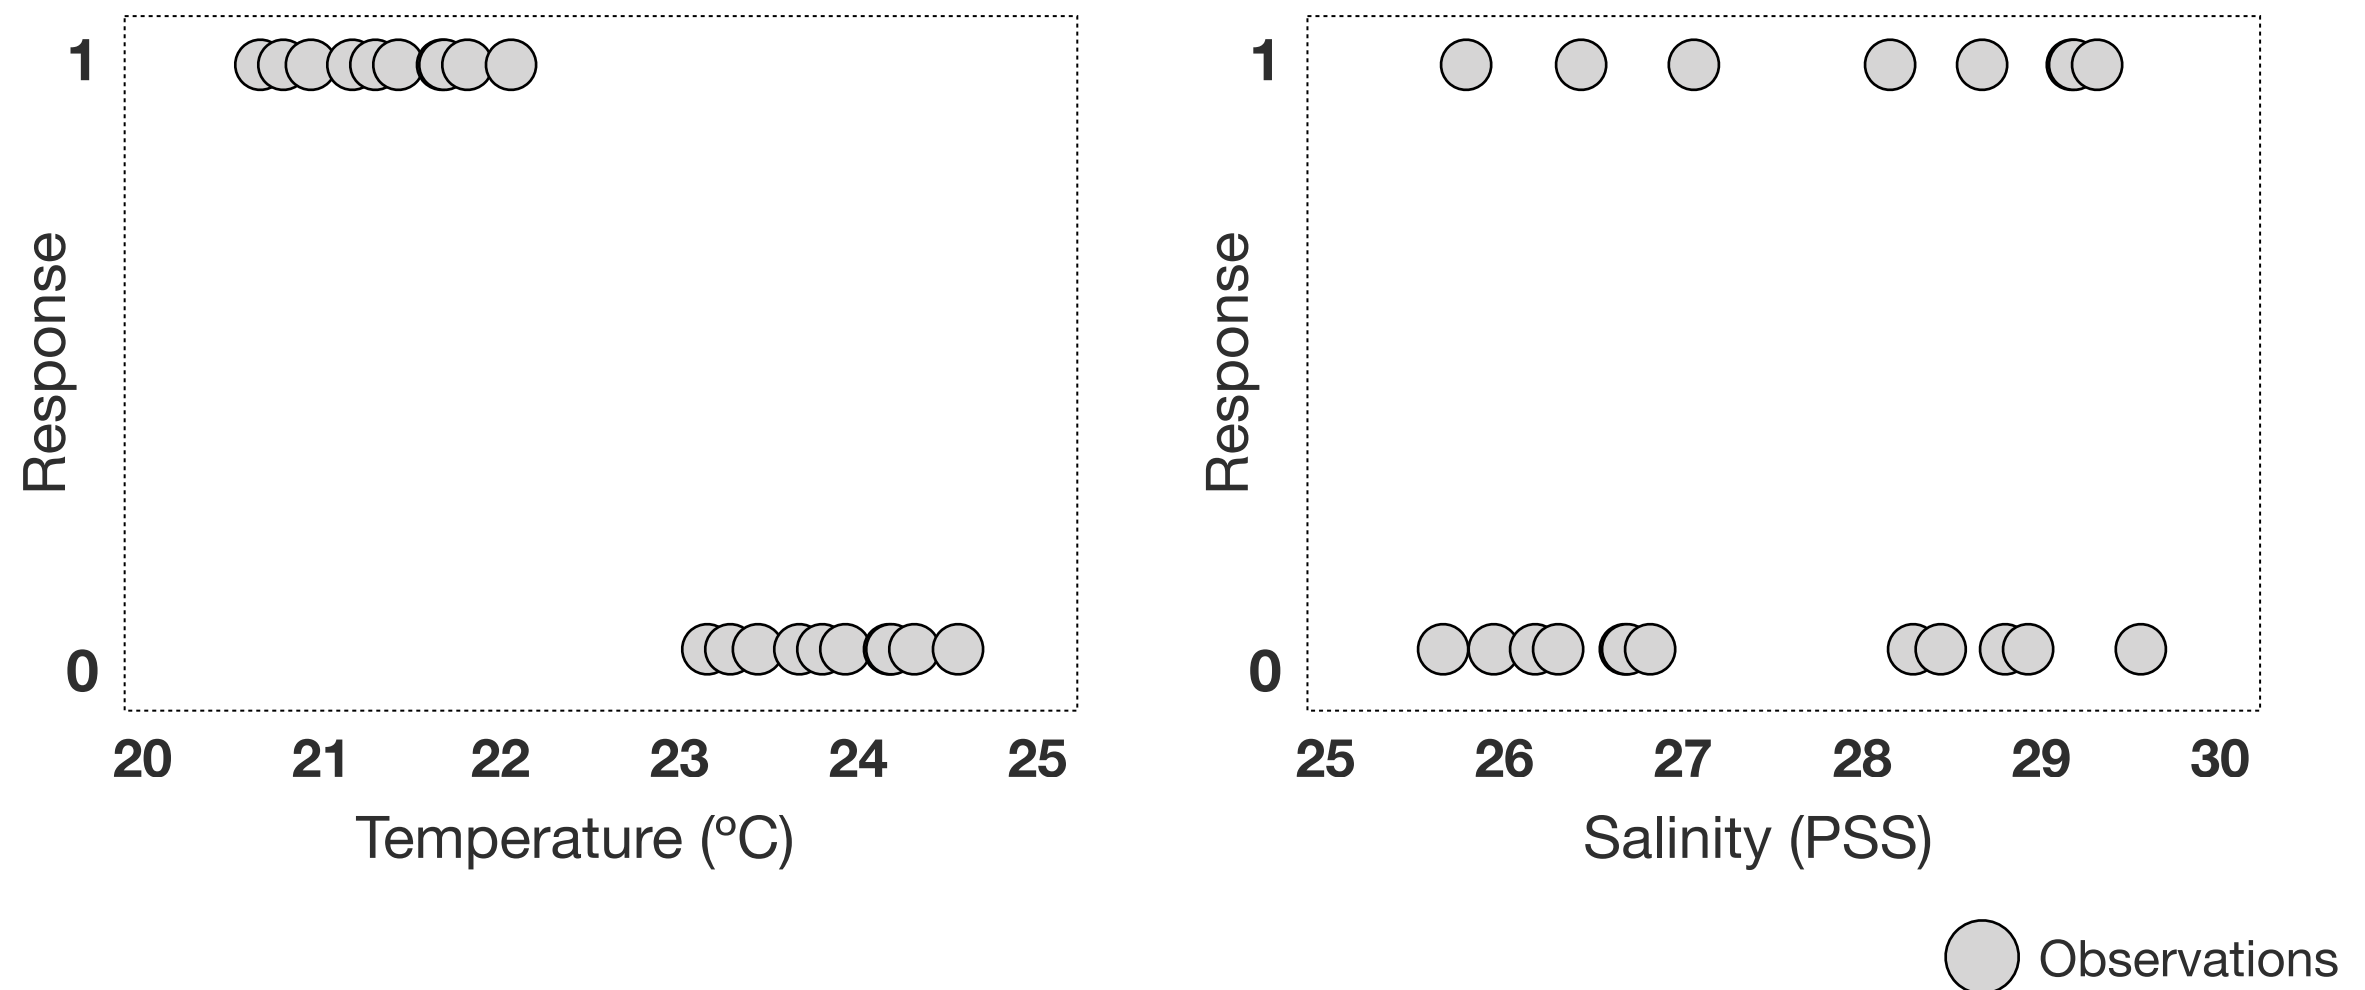 1
Response
0
20 21 22 23 24 25
Temperature (ºC)
1
Response
0
25 26 27 28 29 30
Salinity (PSS)
Observations